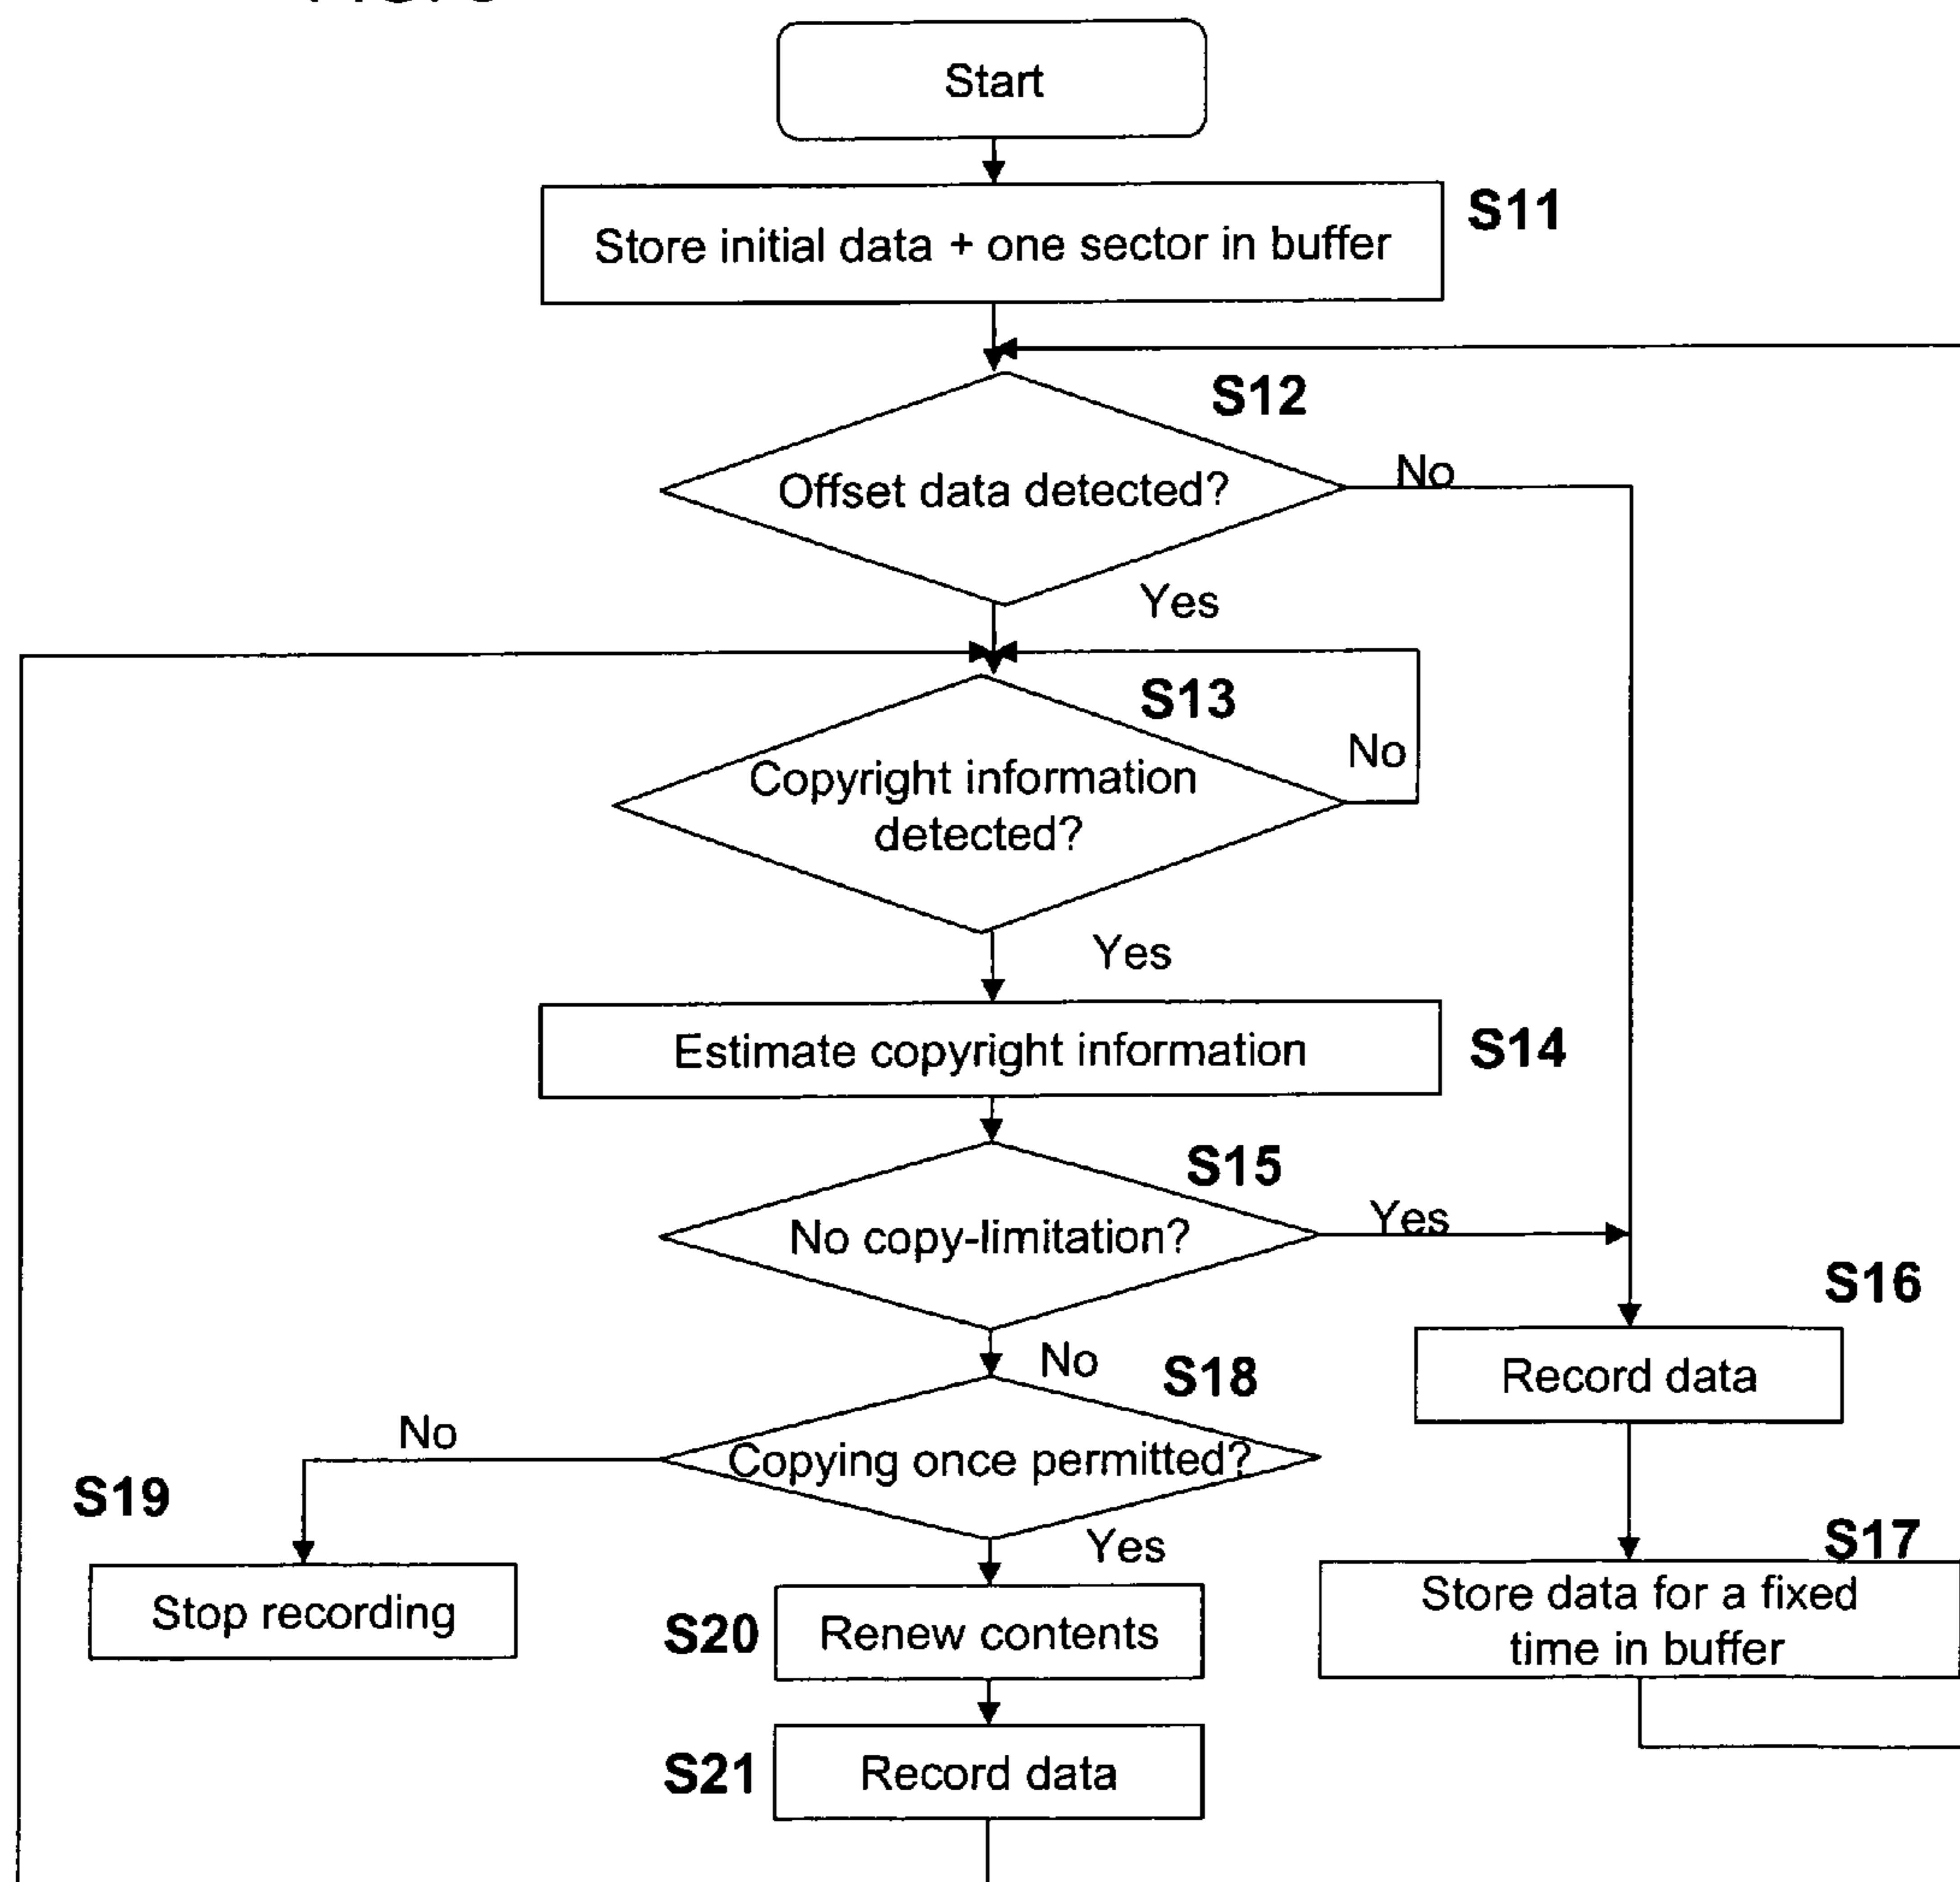 Start
Store initial data + one sector in buffer
S11
S12
Offset data detected?
No
Yes
S13
Copyright information
detected?
No
Yes
Estimate copyright information
S14
S15
No copy-limitation?
Yes
S16
Record data
No
S18
Copying once permitted?
No
S19
Stop recording
Yes
S17
Store data for a fixed
time in buffer
S20
Renew contents
S21
Record data